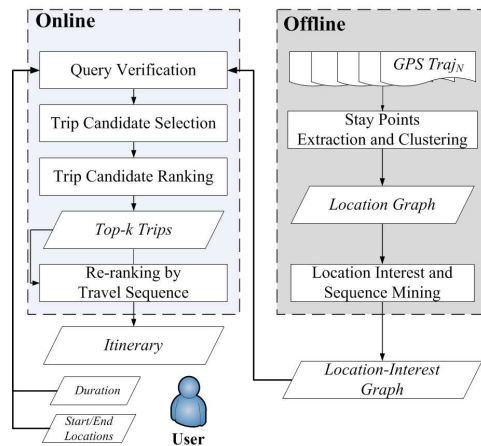 Online
Query Verification
Trip Candidate Selection
Trip Candidate Ranking
Top-k Trips
Re-ranking by
Travel Sequence
Itinerary
Duration
Start/End
Locations
User
Offline
GPS TrajN
Stay Points
Extraction and Clustering
Location Graph
Location Interest and
Sequence Mining
Location-Interest
Graph